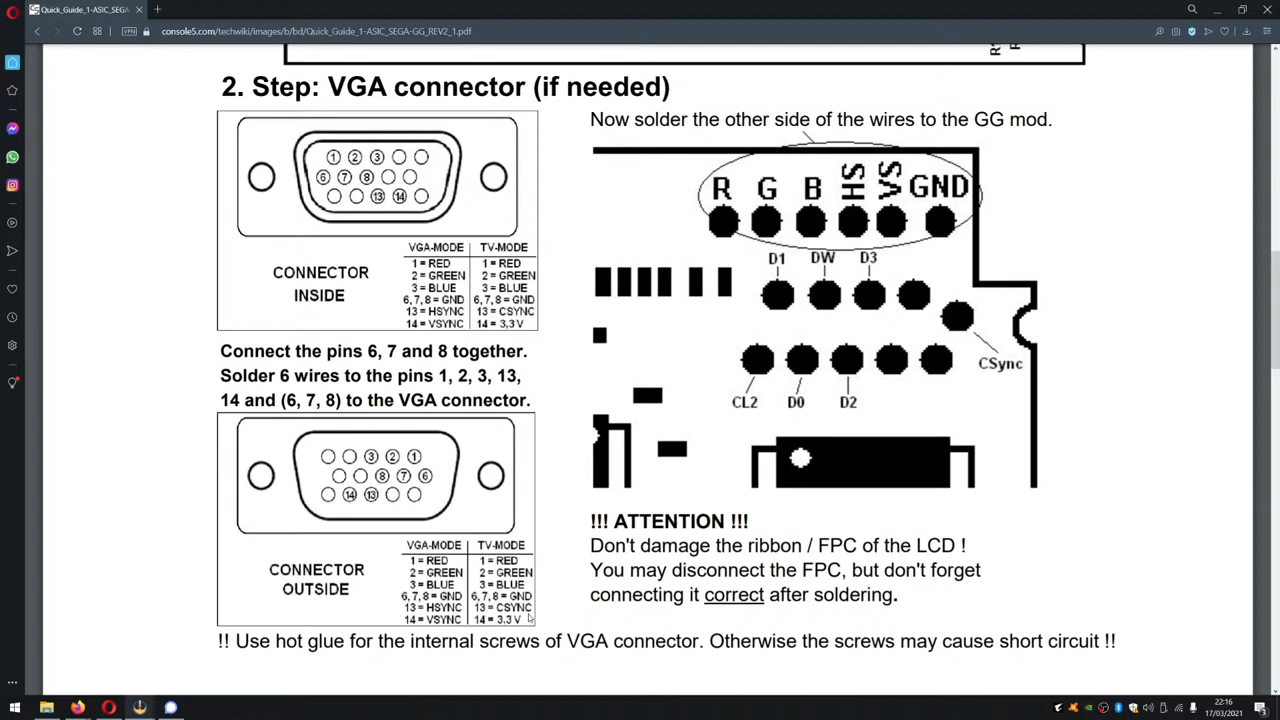 Quick_Guide_1-ASIC_SEGA-
VPN
console5.com/techwiki/images/b/bd/Quick_Guide_1-ASIC_SEGA-GG_REV2_1.pdf
2. Step: VGA connector (if needed)
1 2 3
6 7 8
13 14
VGA-MODE TV-MODE
1 = RED 1 = RED
2 = GREEN 2 = GREEN
3 = BLUE 3 = BLUE
6,7,8 = GND 6,7,8 = GND
13 = HSYNC 13 = CSYNC
14 = VSYNC 14 = 3,3 V
CONNECTOR
INSIDE
Connect the pins 6, 7 and 8 together.
Solder 6 wires to the pins 1, 2, 3, 13,
14 and (6, 7, 8) to the VGA connector.
3 2 1
8 7 6
14 13
VGA-MODE TV-MODE
1 = RED 1 = RED
2 = GREEN 2 = GREEN
3 = BLUE 3 = BLUE
6,7,8 = GND 6,7,8 = GND
13 = HSYNC 13 = CSYNC
14 = VSYNC 14 = 3,3 V
CONNECTOR
OUTSIDE
Now solder the other side of the wires to the GG mod.
R G B HS VS GND
D1 DW D3
CSync
CL2 D0 D2
!!! ATTENTION !!!
Don't damage the ribbon / FPC of the LCD !
You may disconnect the FPC, but don't forget
connecting it correct after soldering.
!! Use hot glue for the internal screws of VGA connector. Otherwise the screws may cause short circuit !!
22:16
17/03/2021